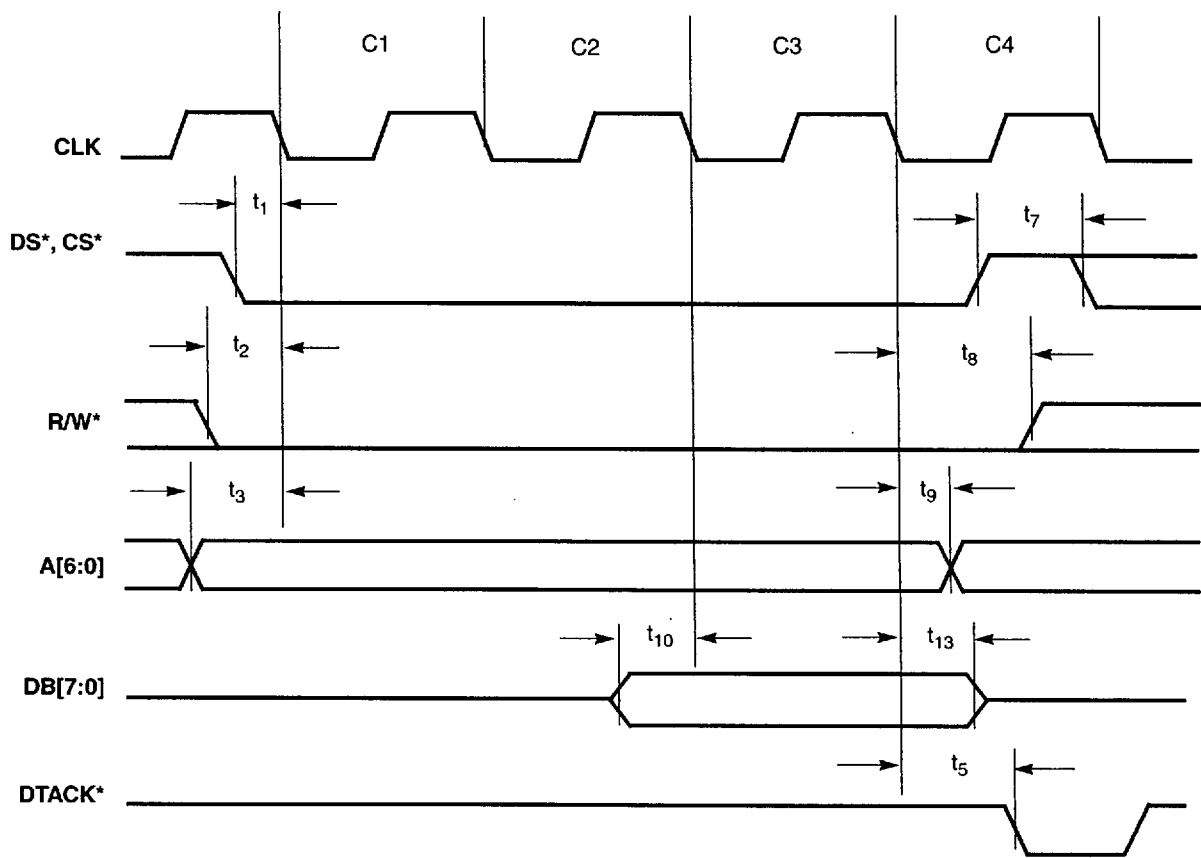 C1 C2 C3 C4
CLK
t1 t7
DS*, CS*
t2 t8
R/W*
t3 t9
A[6:0]
t10 t13
DB[7:0]
t5
DTACK*